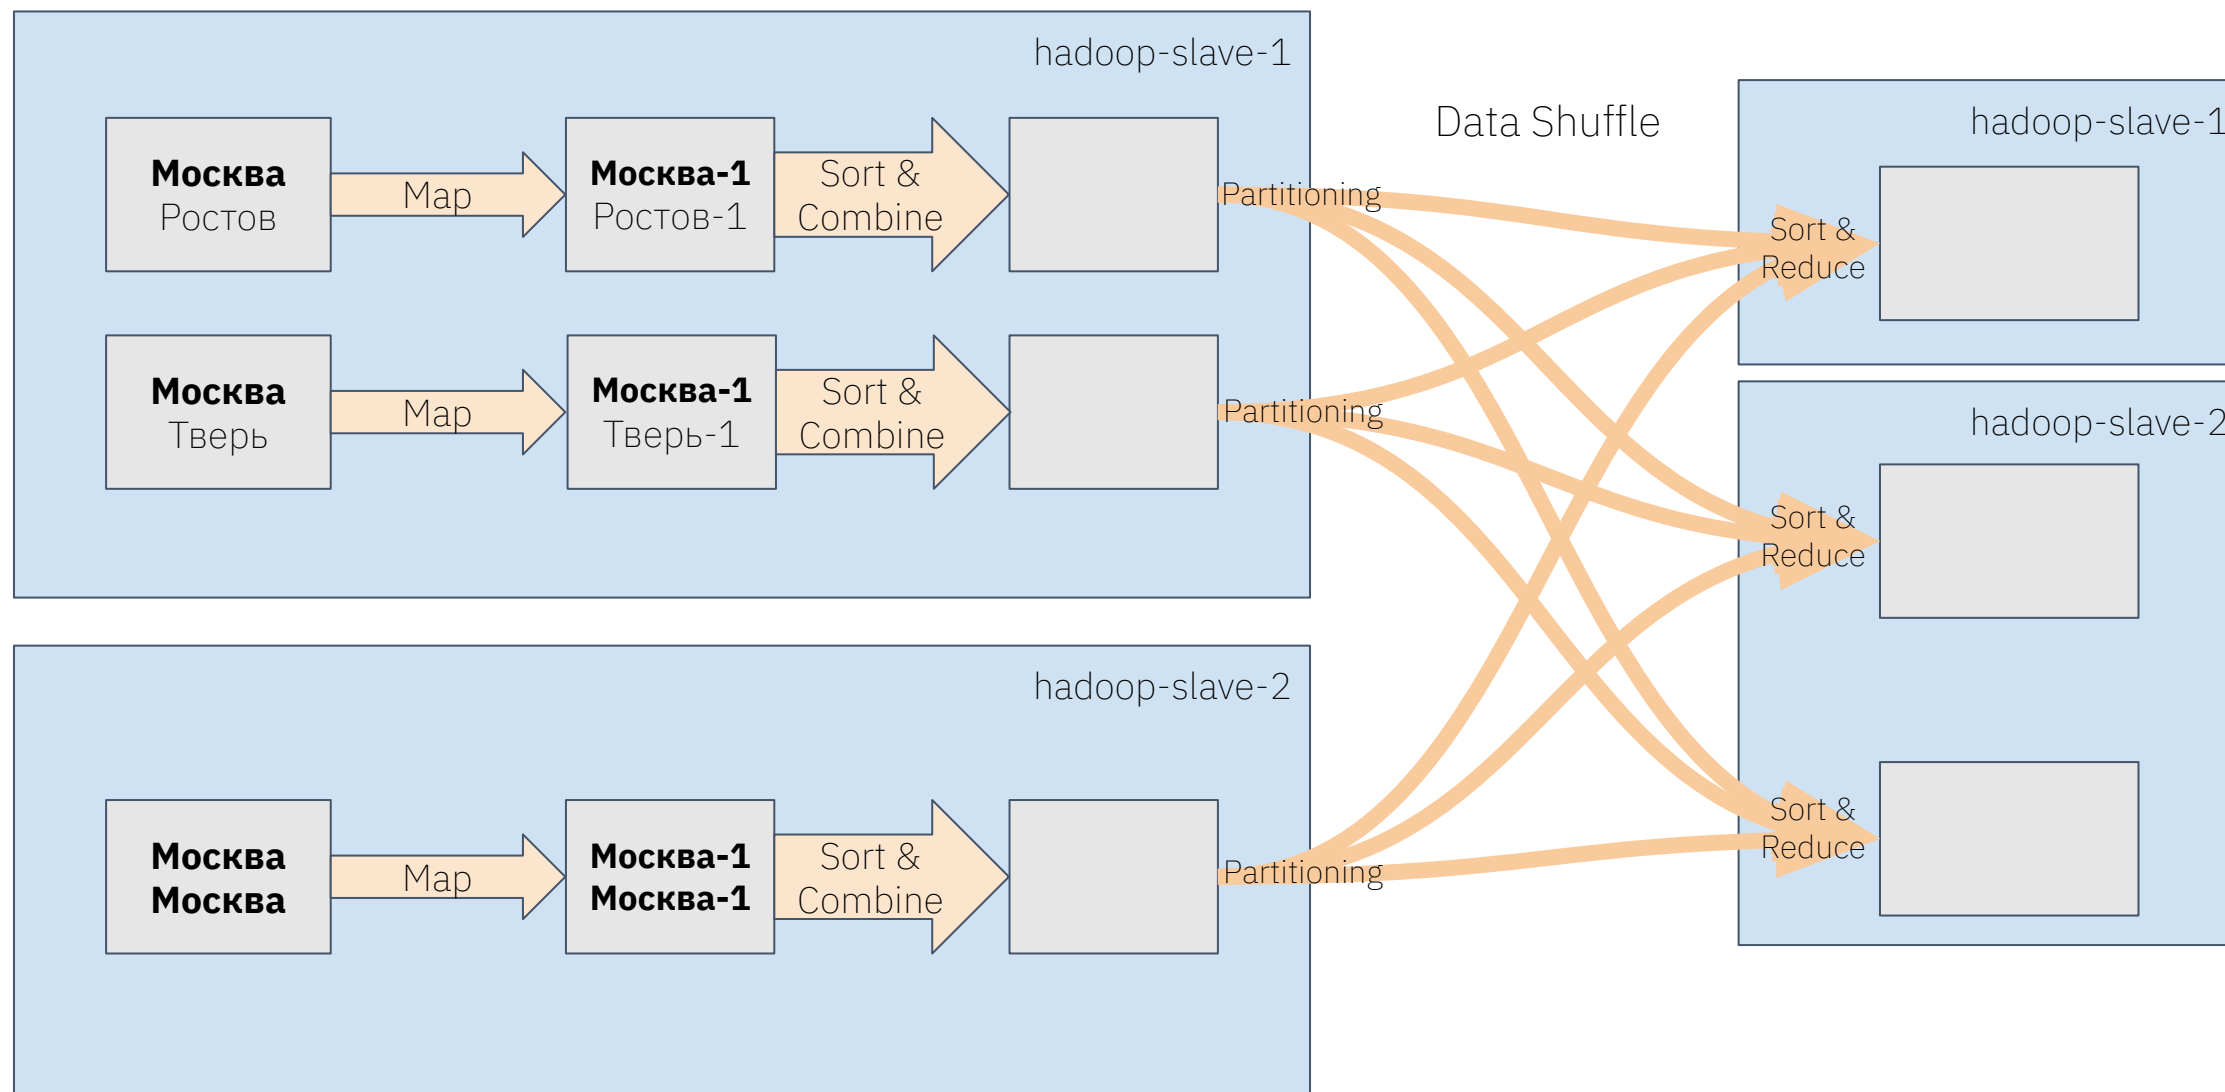 hadoop-slave-1
Москва
Ростов
Map
Москва-1
Ростов-1
Sort &
Combine
Partitioning
Москва
Тверь
Map
Москва-1
Тверь-1
Sort &
Combine
Partitioning
hadoop-slave-2
Москва
Москва
Map
Москва-1
Москва-1
Sort &
Combine
Partitioning
Data Shuffle
hadoop-slave-1
Sort &
Reduce
hadoop-slave-2
Sort &
Reduce
Sort &
Reduce